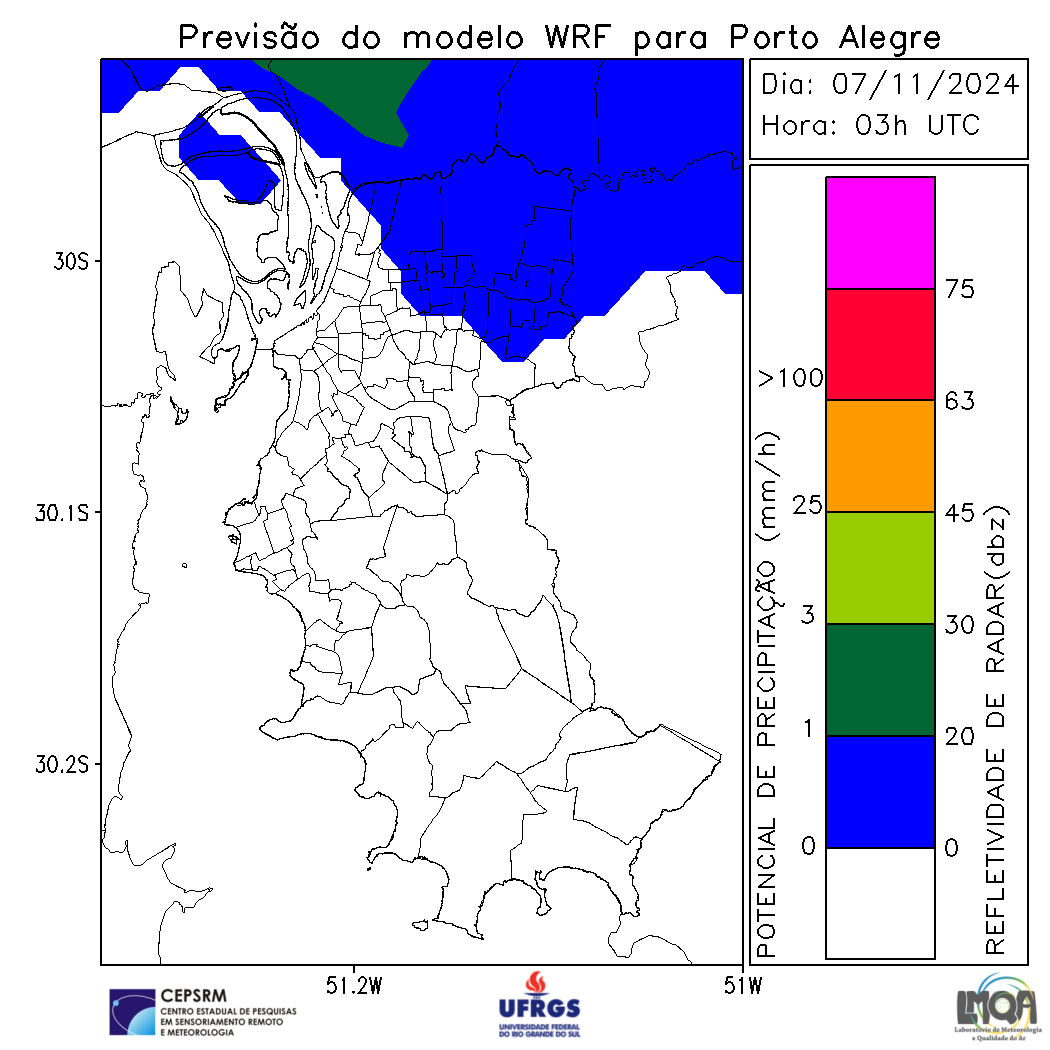 Previsão do modelo WRF para Porto Alegre
Dia: 07/11/2024
Hora: 03h UTC
30S
30.1S
30.2S
51.2W
51W
POTENCIAL DE PRECIPITAÇÃO (mm/h)
>100
25
3
1
0
75
63
45
30
20
0
REFLETIVIDADE DE RADAR(dbz)
CEPSRM
CENTRO ESTADUAL DE PESQUISAS
EM SENSORIAMENTO REMOTO
E METEOROLOGIA
UFRGS
UNIVERSIDADE FEDERAL
DO RIO GRANDE DO SUL
LMQA
Laboratório de Meteorologia
e Qualidade do Ar